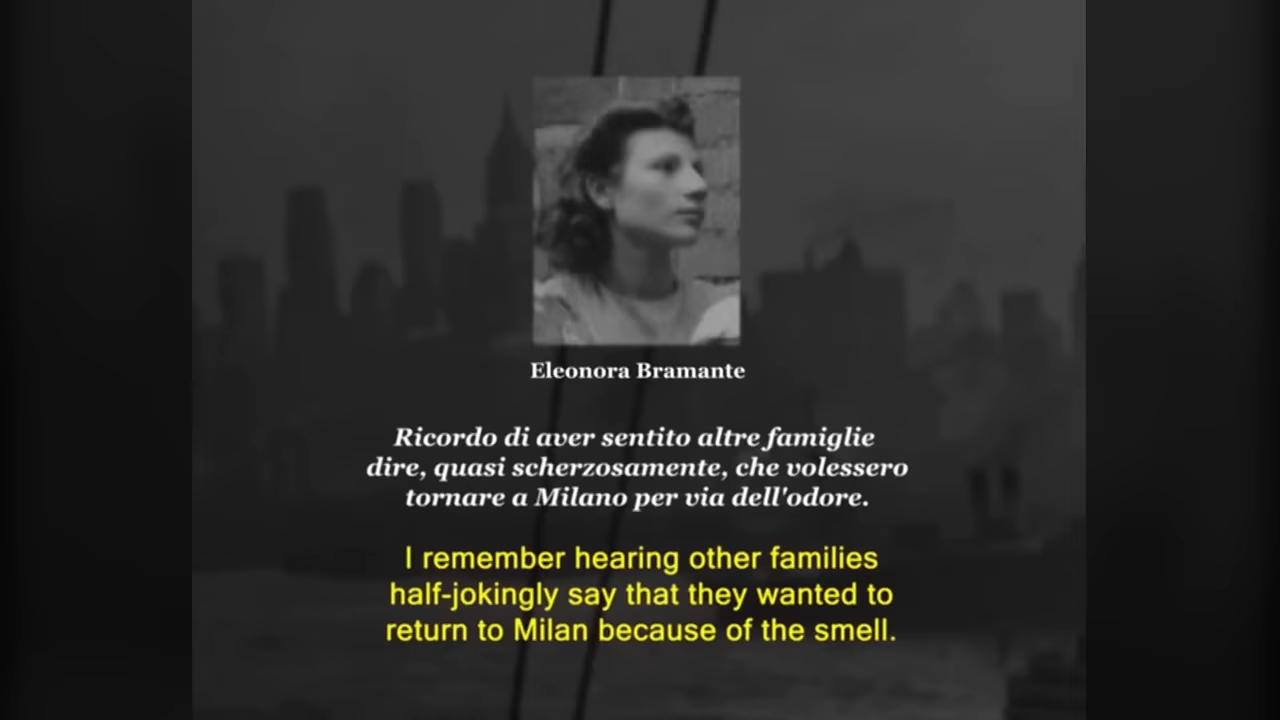 Eleonora Bramante
Ricordo di aver sentito altre famiglie
dire, quasi scherzosamente, che volessero
tornare a Milano per via dell'odore.
I remember hearing other families
half-jokingly say that they wanted to
return to Milan because of the smell.